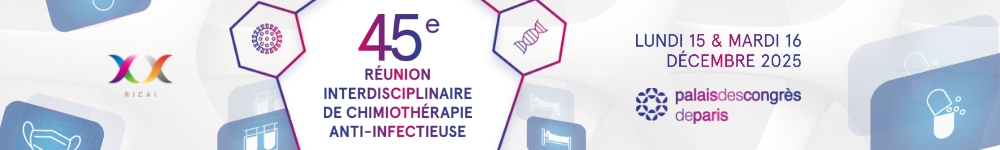 RICAI
45e
RÉUNION
INTERDISCIPLINAIRE
DE CHIMIOTHÉRAPIE
ANTI-INFECTIEUSE
LUNDI 15 & MARDI 16
DÉCEMBRE 2025
palaisdescongrès
deparis